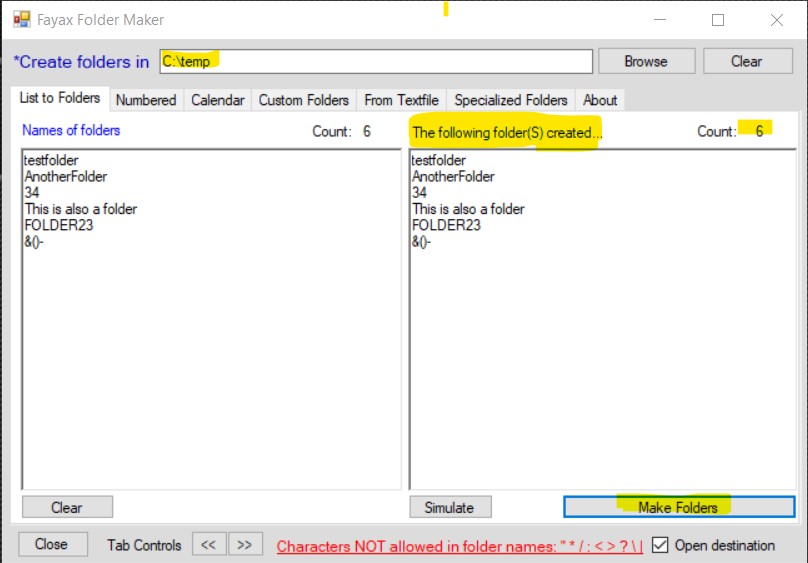 Fayax Folder Maker
*Create folders in C:\temp Browse Clear
List to Folders Numbered Calendar Custom Folders From Textfile Specialized Folders About
Names of folders Count: 6 The following folder(S) created... Count: 6
testfolder
AnotherFolder
34
This is also a folder
FOLDER23
&()-
testfolder
AnotherFolder
34
This is also a folder
FOLDER23
&()-
Clear Simulate Make Folders
Close Tab Controls << >> Characters NOT allowed in folder names: " * / : < > ? \ | Open destination